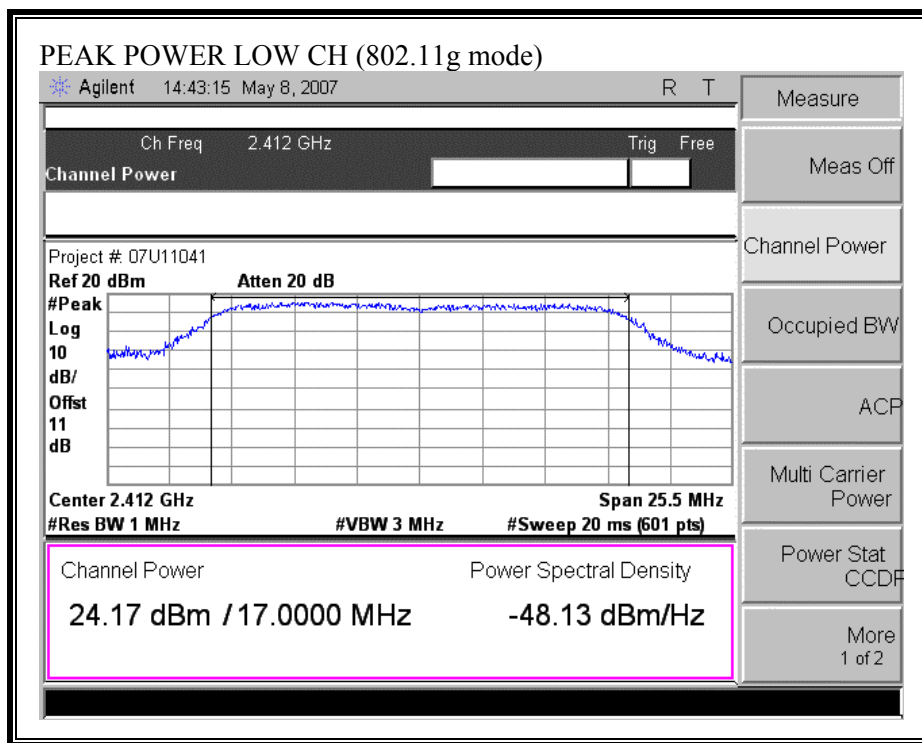 PEAK POWER LOW CH (802.11g mode)
Agilent 14:43:15 May 8, 2007 R T
Measure
Ch Freq 2.412 GHz Trig Free
Channel Power
Meas Off
Channel Power
Occupied BW
ACP
Multi Carrier
Power
Power Stat
CCDF
More
1 of 2
Project #: 07U11041
Ref 20 dBm Atten 20 dB
#Peak
Log
10
dB/
Offst
11
dB
Center 2.412 GHz Span 25.5 MHz
#Res BW 1 MHz #VBW 3 MHz #Sweep 20 ms (601 pts)
Channel Power Power Spectral Density
24.17 dBm / 17.0000 MHz -48.13 dBm/Hz